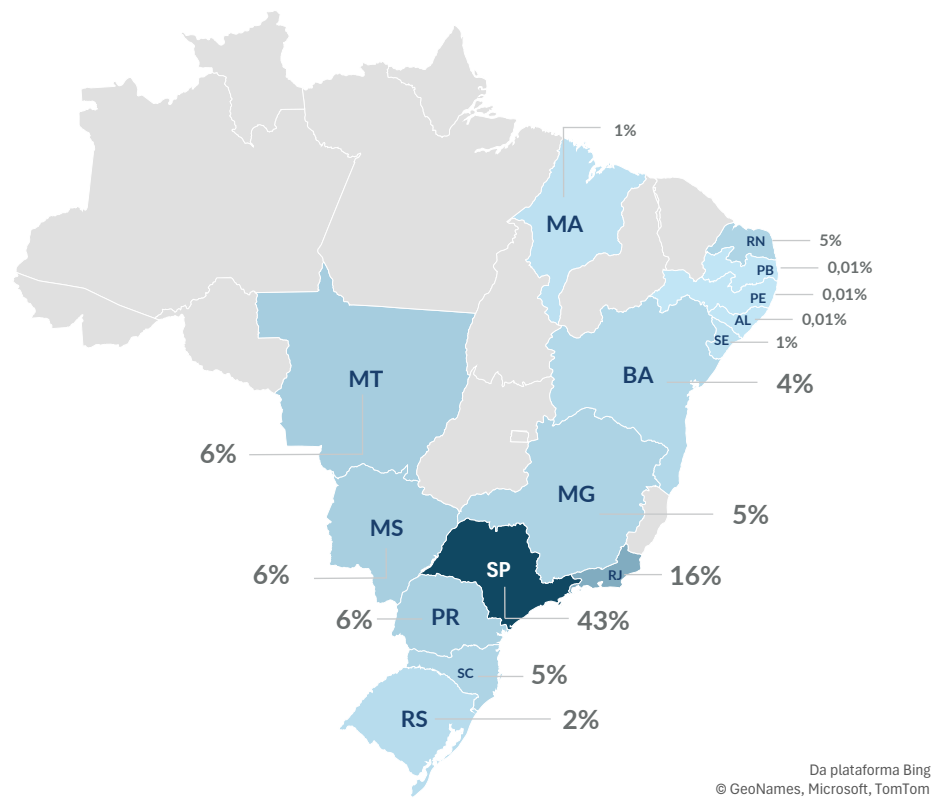 1%
MA
RN 5%
PB 0,01%
PE 0,01%
AL 0,01%
SE 1%
BA 4%
MT
6%
MG
5%
MS
6%
SP
43%
RJ 16%
6% PR
SC 5%
RS 2%
Da plataforma Bing
© GeoNames, Microsoft, TomTom